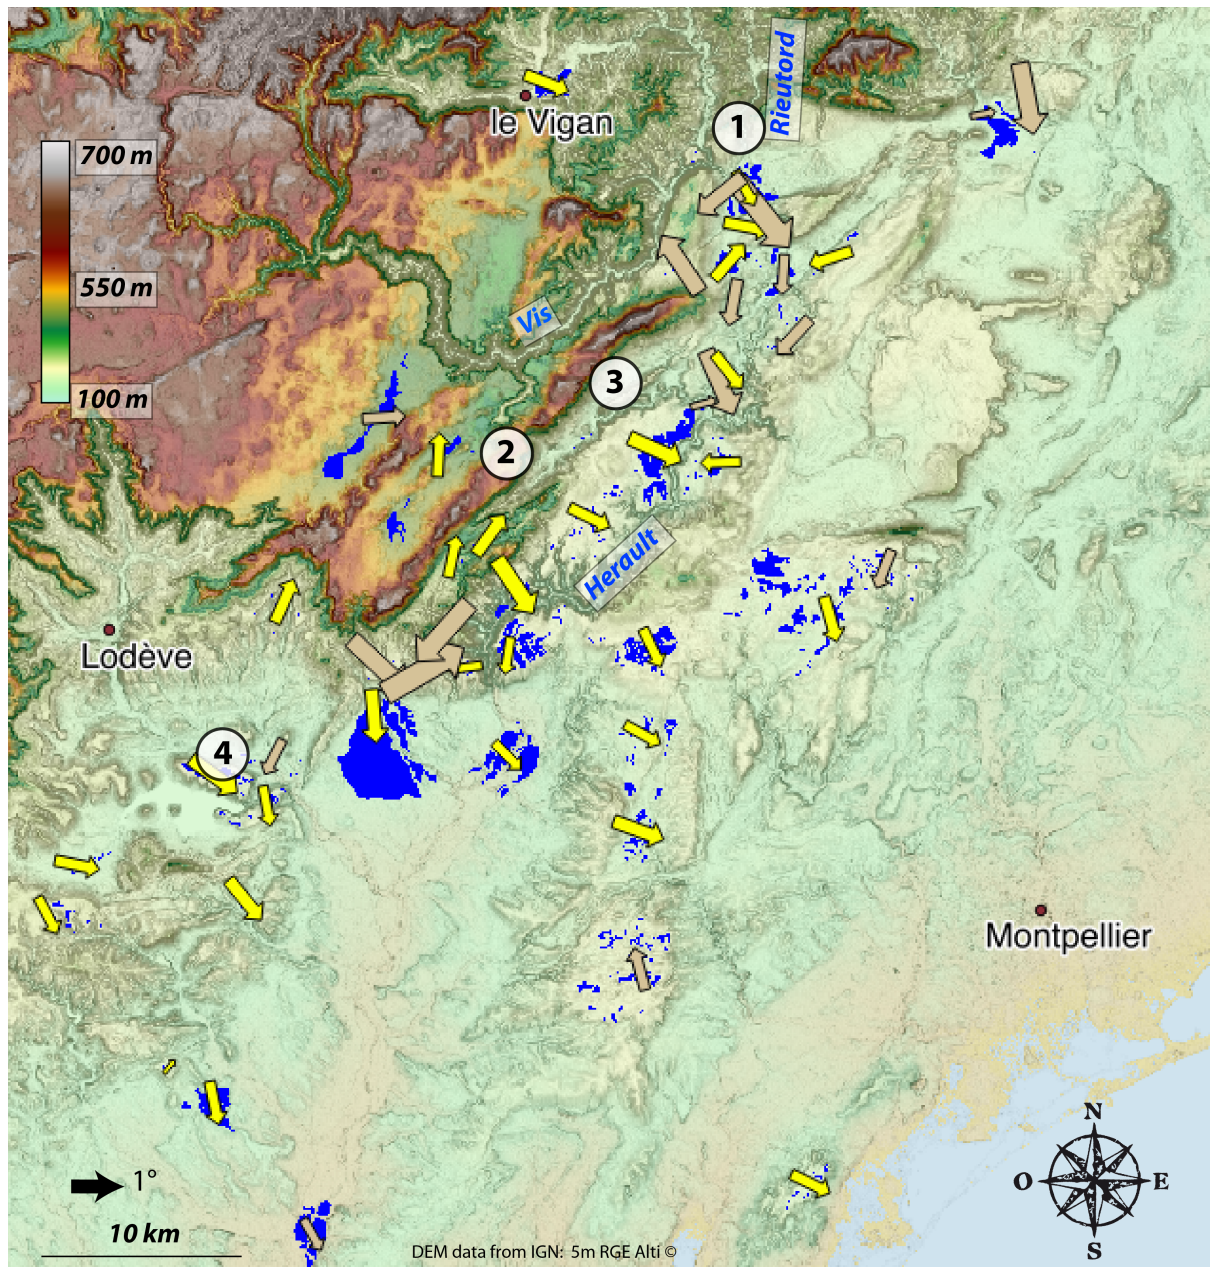 le Vigan
1
Rieutord
700 m
550 m
100 m
Vis
3
2
Herault
Lodève
4
Montpellier
N
O
E
S
1°
10 km
DEM data from IGN: 5m RGE Alti ©